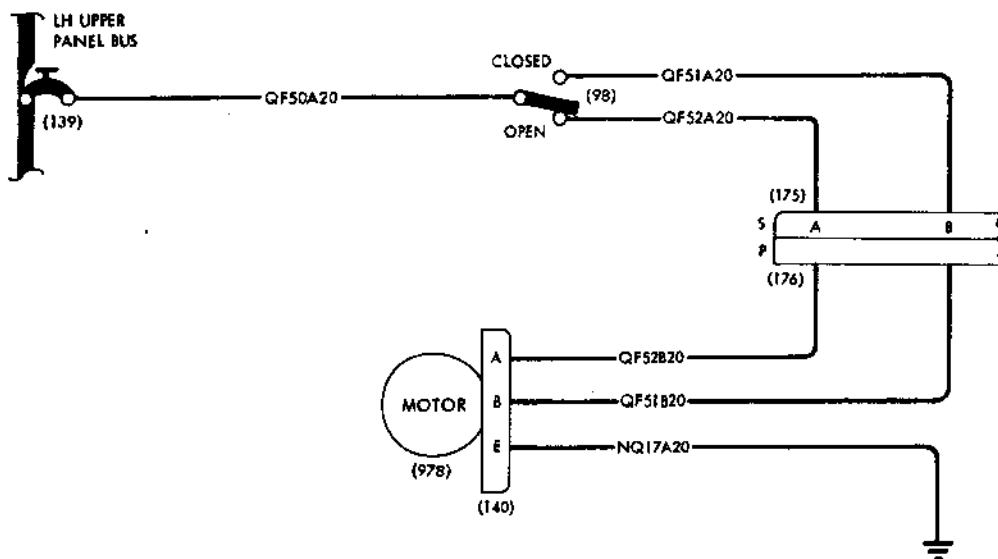 LH UPPER
PANEL BUS
CLOSED
QF51A20
QF50A20
(98)
(139)
OPEN
QF52A20
(175)
S
A
B
P
(176)
A
QF52B20
MOTOR
B
QF51B20
E
NQ17A20
(978)
(140)